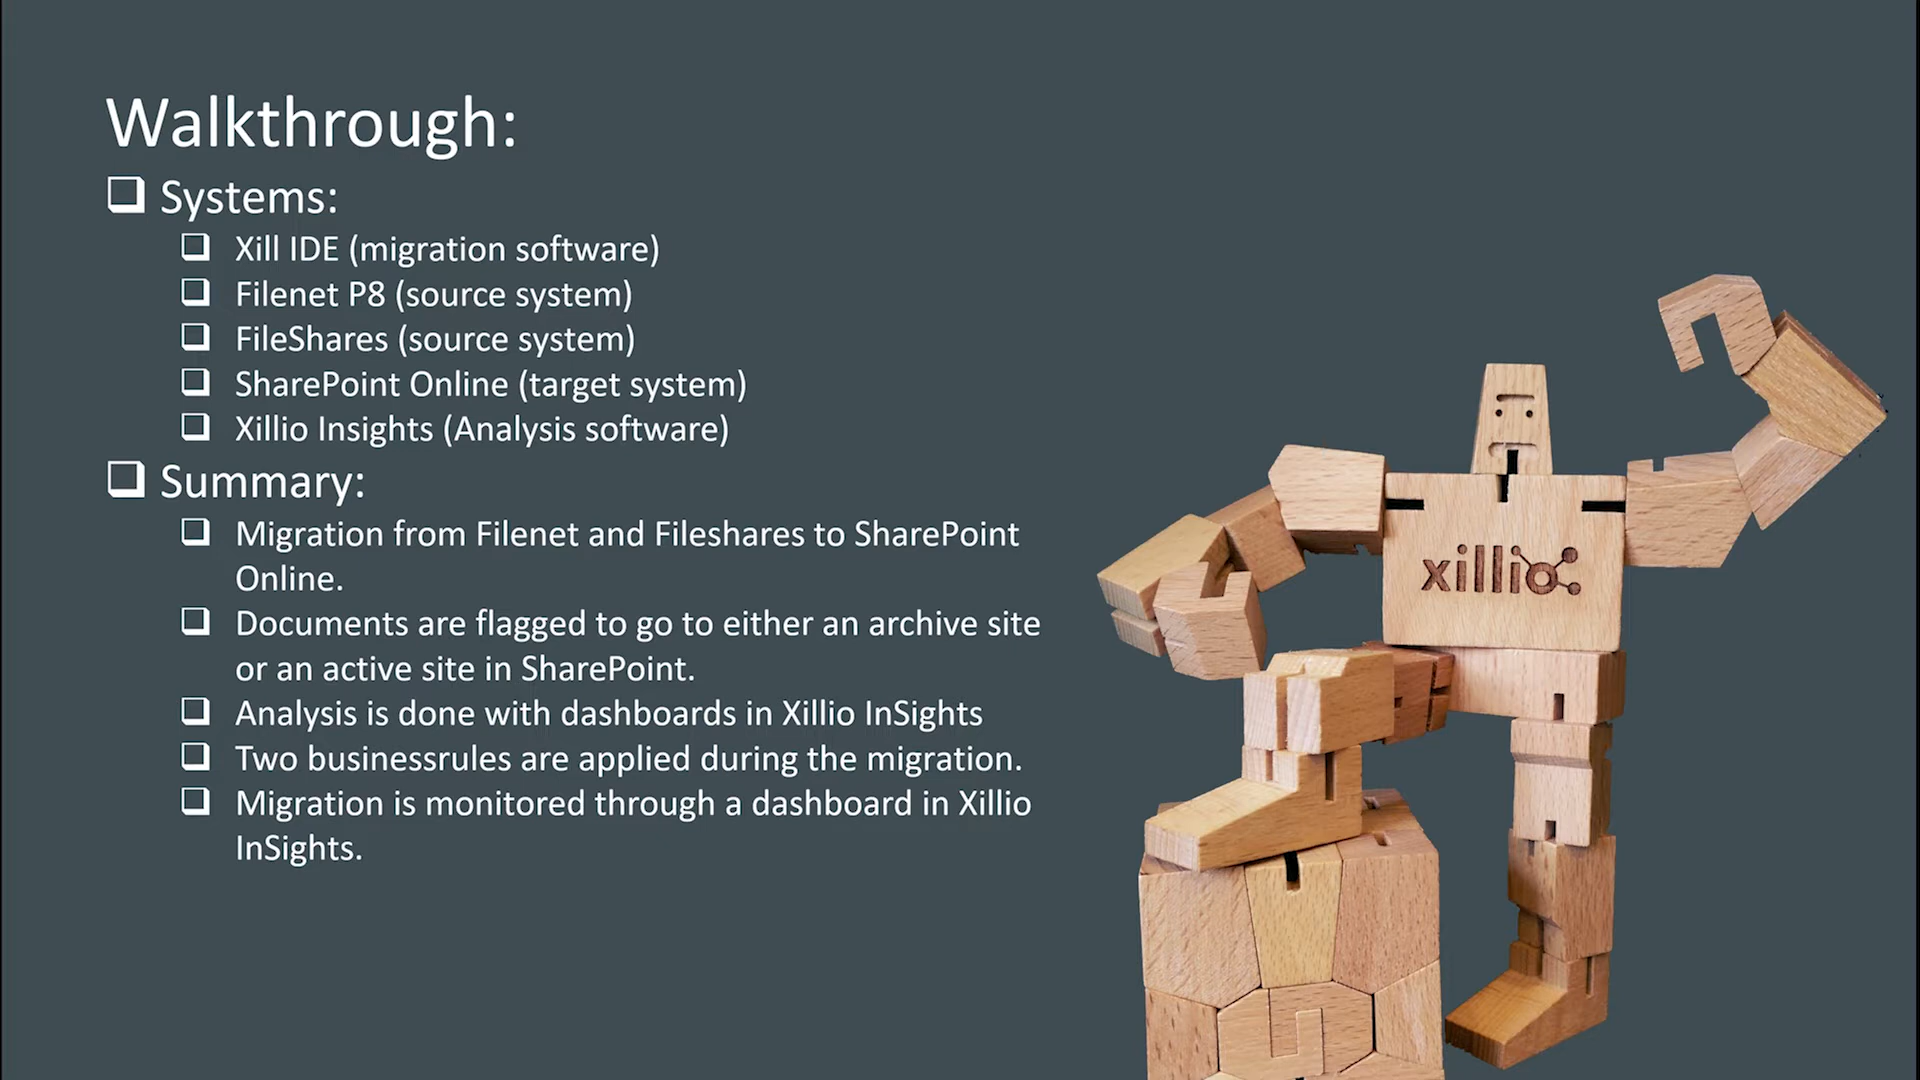 Walkthrough:
Systems:
Xill IDE (migration software)
Filenet P8 (source system)
FileShares (source system)
SharePoint Online (target system)
Xillio Insights (Analysis software)
Summary:
Migration from Filenet and Fileshares to SharePoint
Online.
Documents are flagged to go to either an archive site
or an active site in SharePoint.
Analysis is done with dashboards in Xillio InSights
Two businessrules are applied during the migration.
Migration is monitored through a dashboard in Xillio
InSights.
xillio